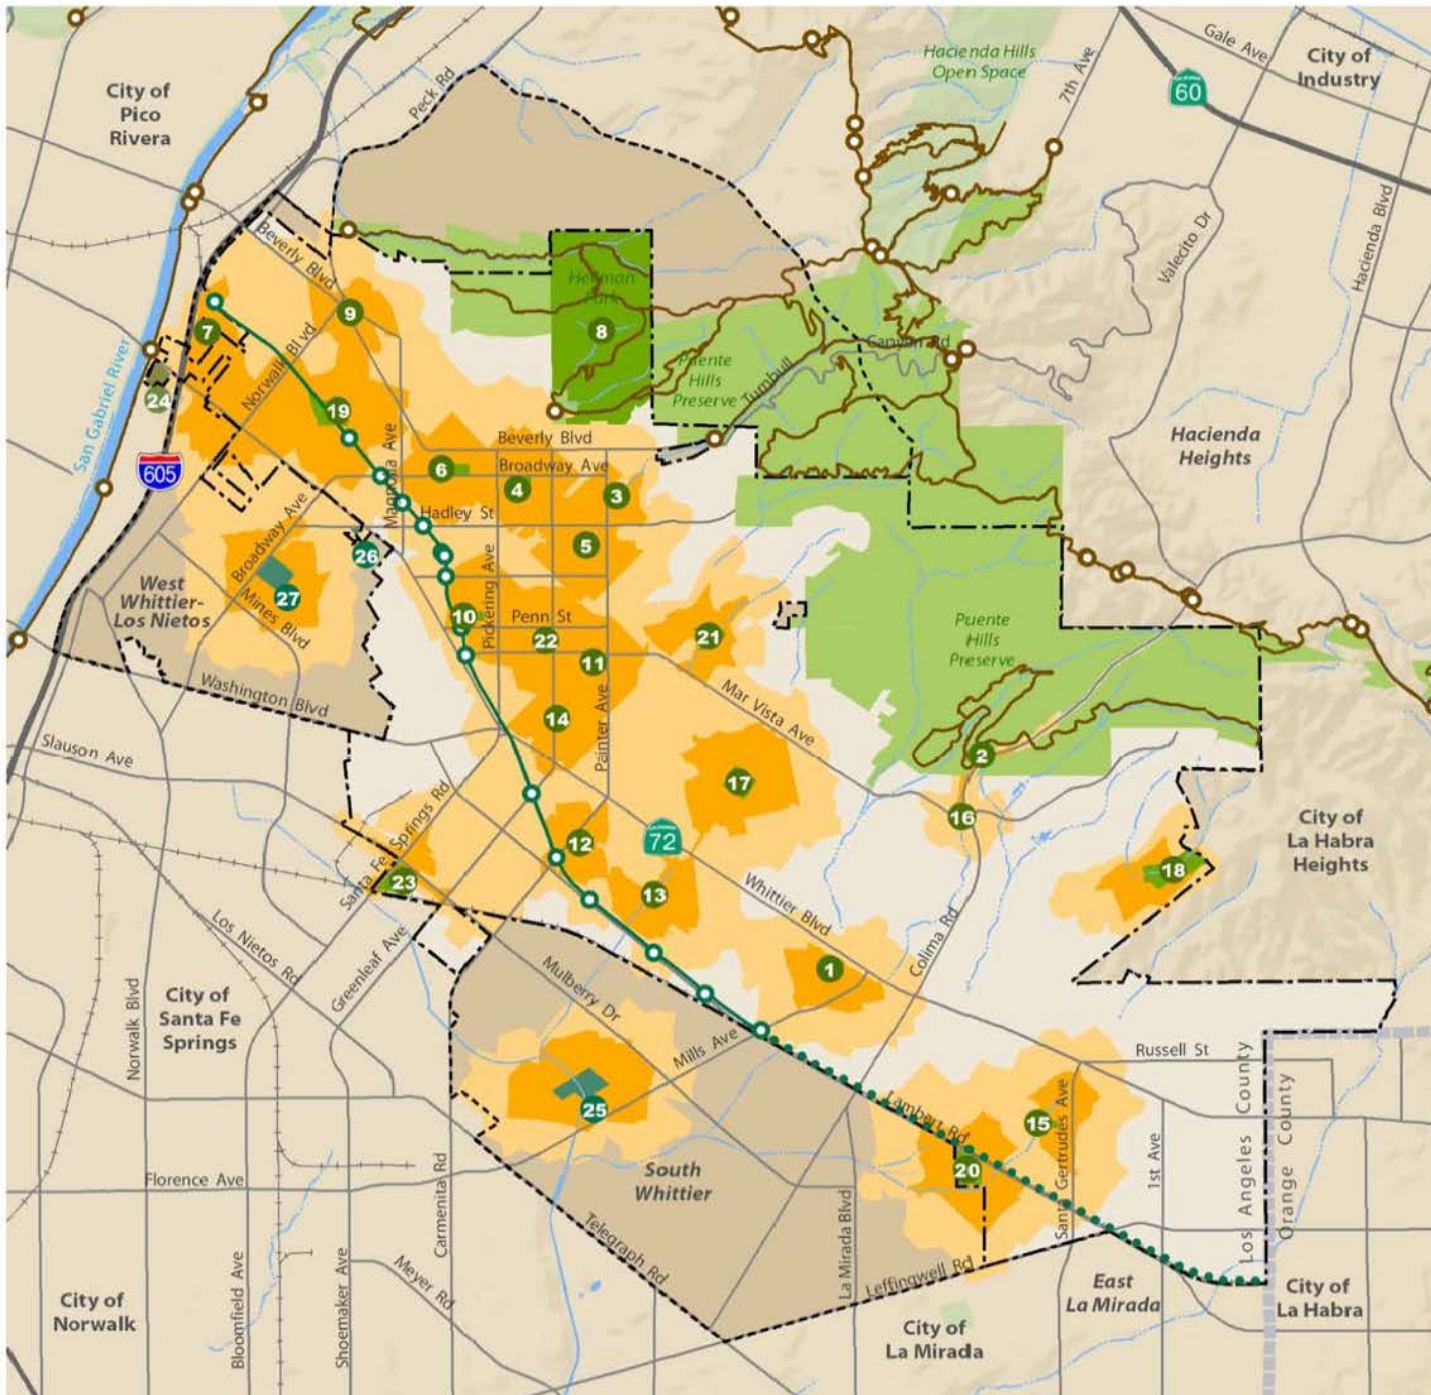 Hacienda Hills
Open Space
7th Ave
Gale Ave
City of
Industry
CALIFORNIA
60
City of
Pico
Rivera
Peck Rd
Valecito Dr
Hacienda Blvd
Beverly Blvd
Hellman
Park
8
9
7
San Gabriel River
Norwalk Blvd
Puente
Hills
Preserve
Turnbull
Canyon Rd
24
19
Magnolia Ave
Beverly Blvd
Hacienda
Heights
605
6
Broadway Ave
4
3
Hadley St
Broadway Ave
26
5
West
Whittier-
Los Nietos
27
Mines Blvd
Pickering Ave
10
Penn St
22
11
21
Puente
Hills
Preserve
Washington Blvd
14
Painter Ave
Mar Vista Ave
Slauson Ave
2
17
16
Santa Fe Springs Rd
12
CALIFORNIA
72
City of
La Habra
Heights
18
23
13
Whittier Blvd
Colima Rd
Los Nietos Rd
Greenleaf Ave
1
Mulberry Dr
Norwalk Blvd
City of
Santa Fe
Springs
Mills Ave
Russell St
Los Angeles County
Orange County
25
Lambert Rd
Santa Gertrudes Ave
15
20
1st Ave
South
Whittier
Florence Ave
Carmenita Rd
La Mirada Blvd
Telegraph Rd
Leffingwell Rd
Bloomfield Ave
Shoemaker Ave
Meyer Rd
City of
Norwalk
East
La Mirada
City of
La Habra
City of
La Mirada